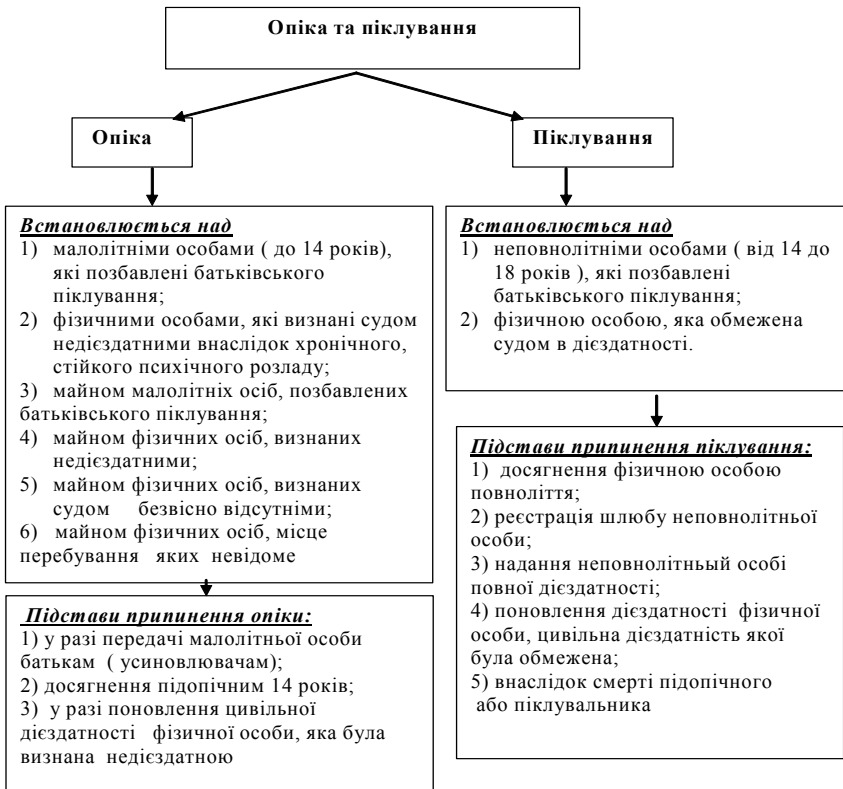 Опіка та піклування
Опіка
Піклування
Встановлюється над
1) малолітніми особами ( до 14 років),
які позбавлені батьківського
піклування;
2) фізичними особами, які визнані судом
недієздатними внаслідок хронічного,
стійкого психічного розладу;
3) майном малолітніх осіб, позбавлених
батьківського піклування;
4) майном фізичних осіб, визнаних
недієздатними;
5) майном фізичних осіб, визнаних
судом безвісно відсутніми;
6) майном фізичних осіб, місце
перебування яких невідоме
Підстави припинення опіки:
1) у разі передачі малолітньої особи
батькам ( усиновлювачам);
2) досягнення підопічним 14 років;
3) у разі поновлення цивільної
дієздатності фізичної особи, яка була
визнана недієздатною
Встановлюється над
1) неповнолітніми особами ( від 14 до
18 років ), які позбавлені
батьківського піклування;
2) фізичною особою, яка обмежена
судом в дієздатності.
Підстави припинення піклування:
1) досягнення фізичною особою
повноліття;
2) реєстрація шлюбу неповнолітньої
особи;
3) надання неповнолітньый особі
повної дієздатності;
4) поновлення дієздатності фізичної
особи, цивільна дієздатність якої
була обмежена;
5) внаслідок смерті підопічного
або піклувальника